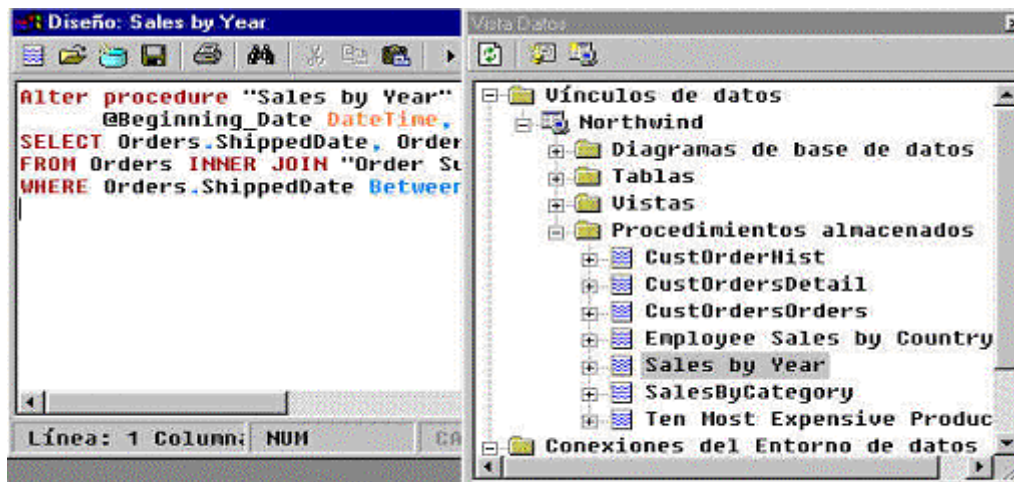 Diseño: Sales by Year
Alter procedure "Sales by Year"
@Beginning_Date DateTime,
SELECT Orders.ShippedDate, Order
FROM Orders INNER JOIN "Order Su
WHERE Orders.ShippedDate Between
Línea: 1 Column: NUM CA
Vista Datos
Vínculos de datos
Northwind
Diagramas de base de datos
Tablas
Vistas
Procedimientos almacenados
CustOrderHist
CustOrdersDetail
CustOrdersOrders
Employee Sales by Country
Sales by Year
SalesByCategory
Ten Most Expensive Produc
Conexiones del Entorno de datos